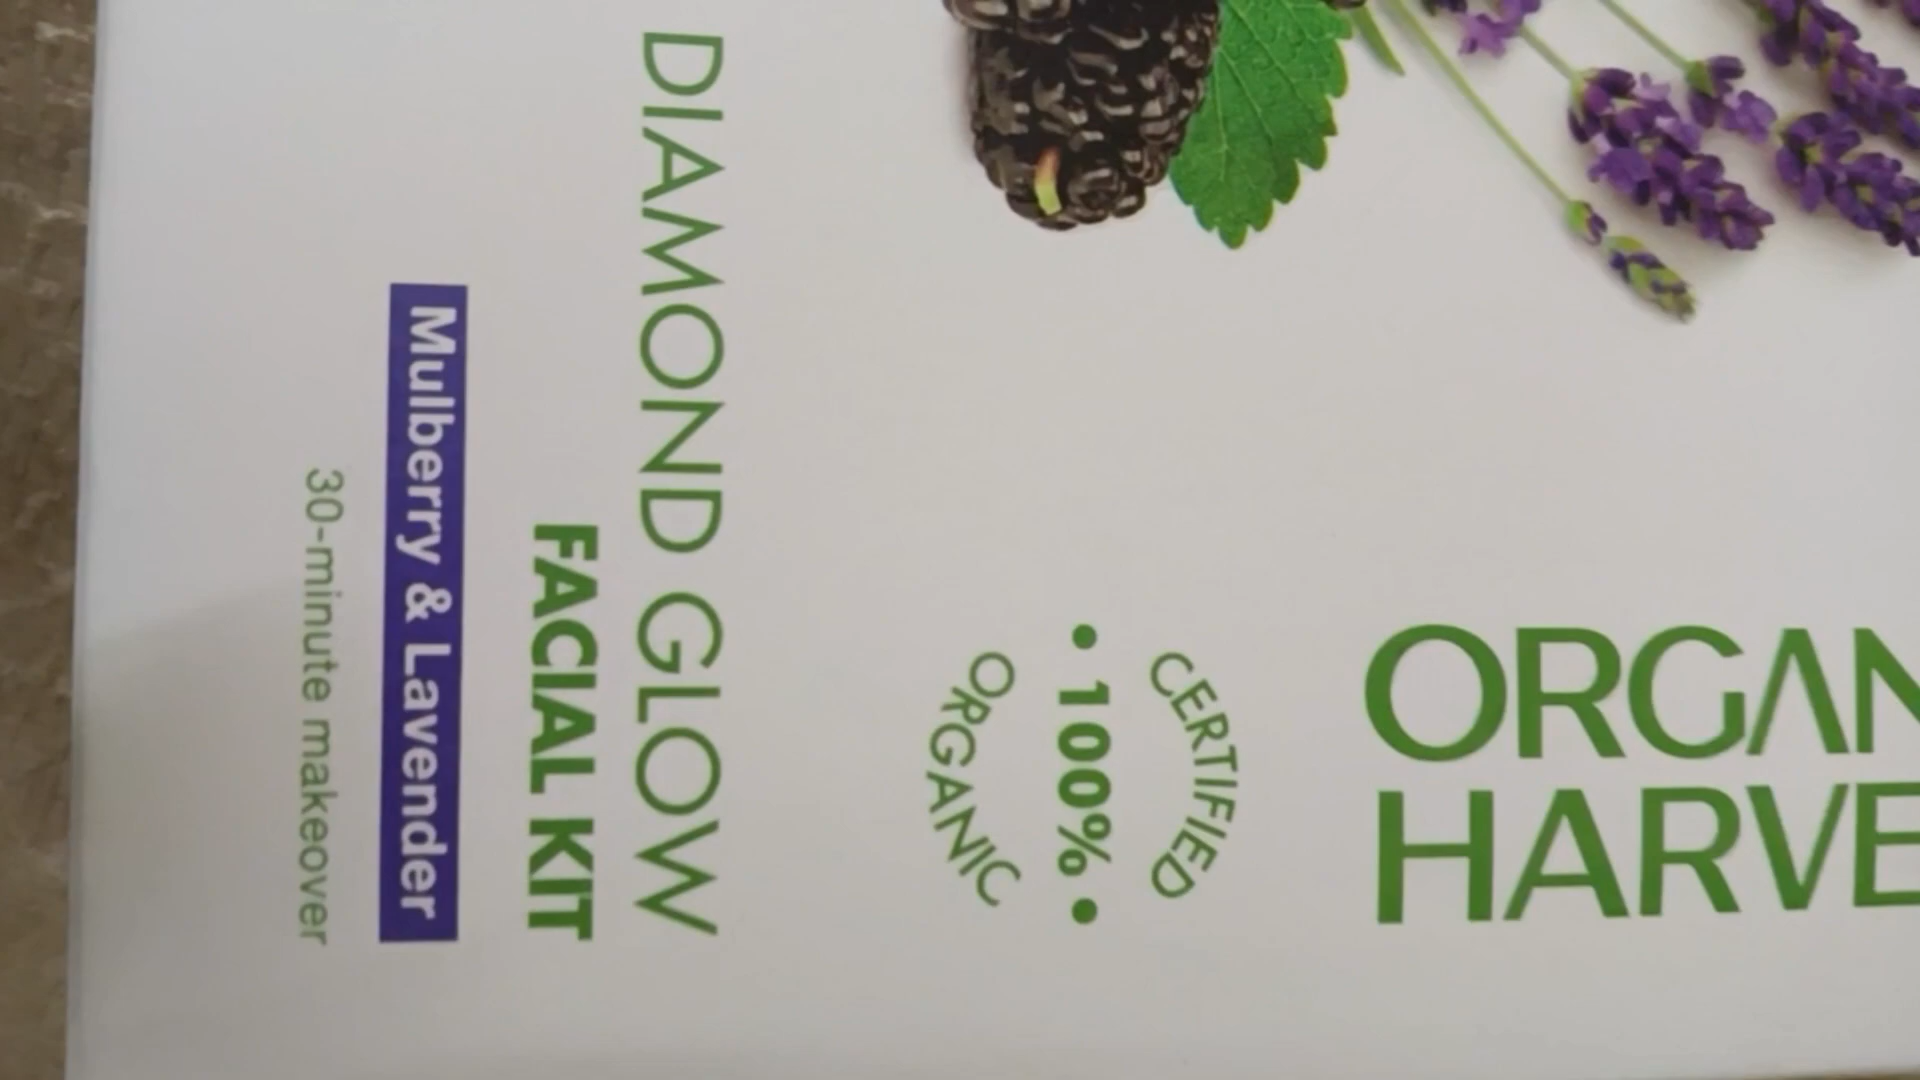 ORGAN
HARVE
CERTIFIED
• 100% •
ORGANIC
DIAMOND GLOW
FACIAL KIT
Mulberry & Lavender
30-minute makeover